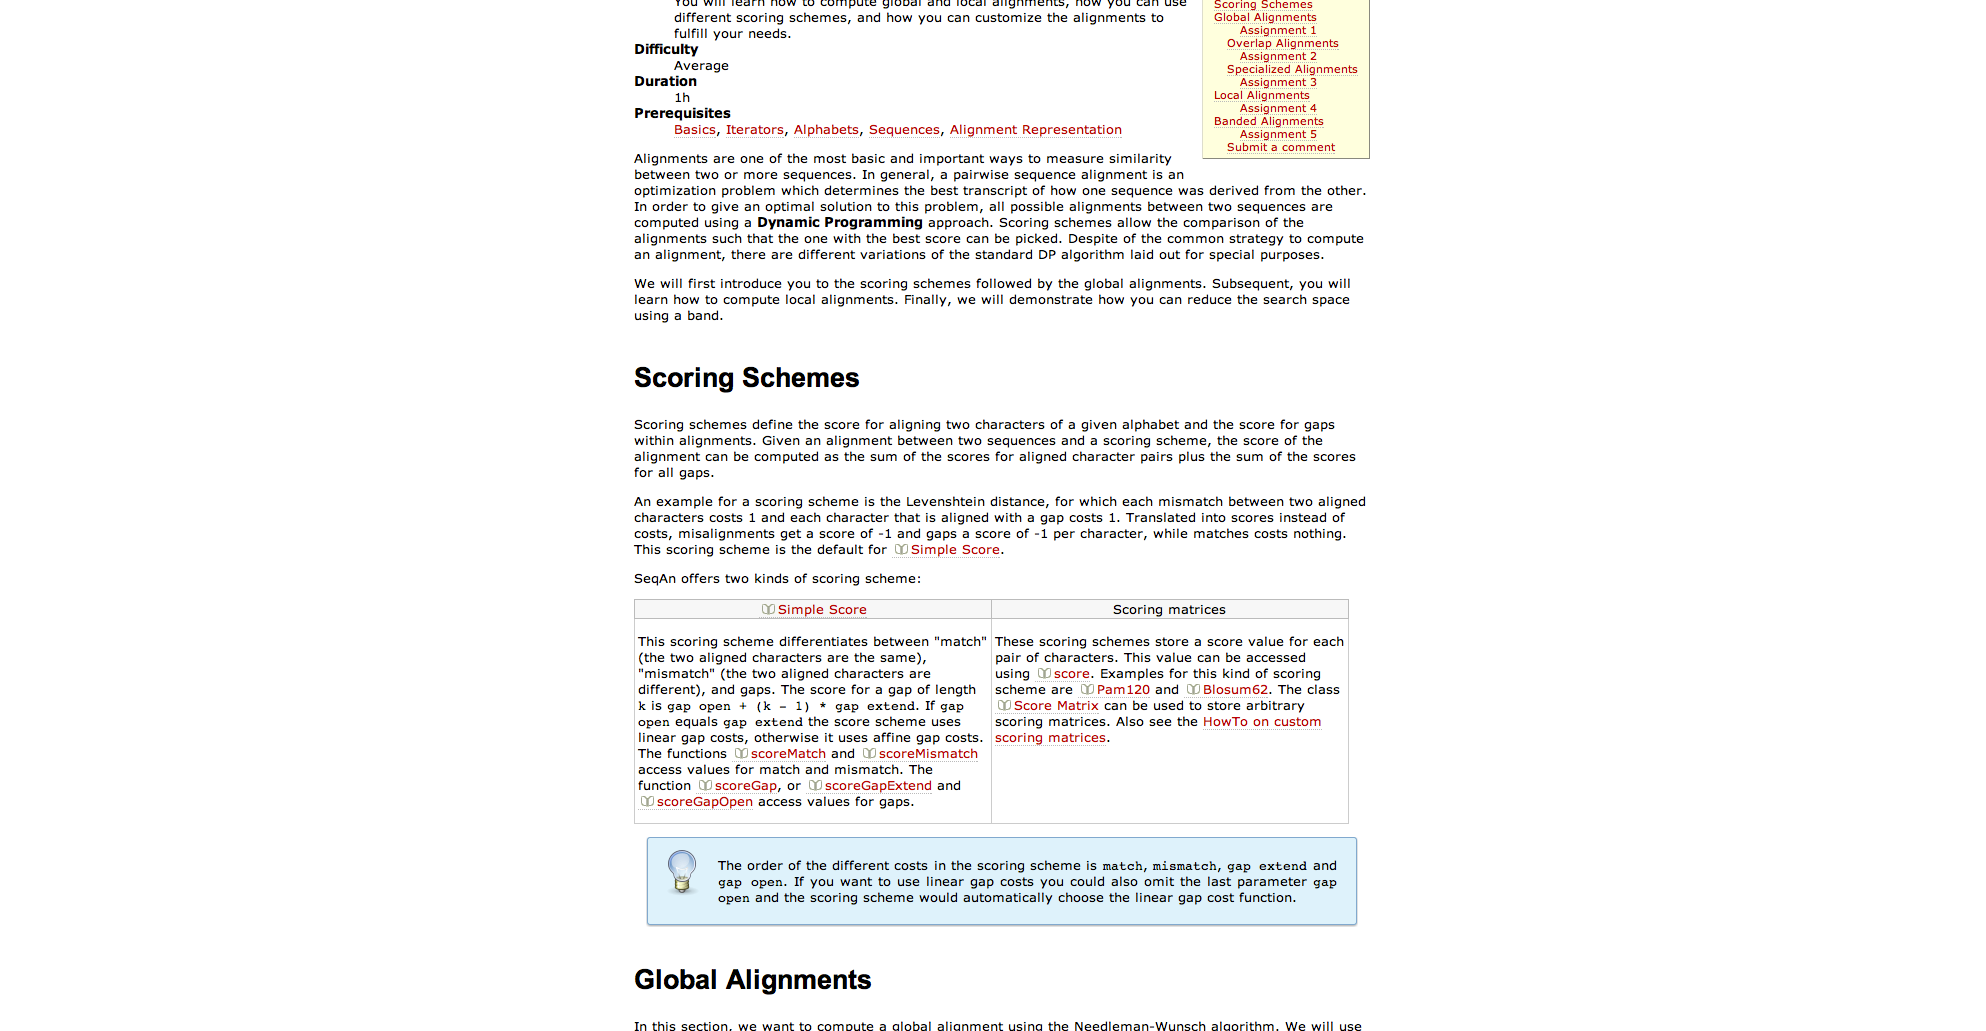 You will learn how to compute global and local alignments, how you can use
different scoring schemes, and how you can customize the alignments to
fulfill your needs.
Difficulty
Average
Duration
1h
Prerequisites
Basics, Iterators, Alphabets, Sequences, Alignment Representation
Scoring Schemes
Global Alignments
Assignment 1
Overlap Alignments
Assignment 2
Specialized Alignments
Assignment 3
Local Alignments
Assignment 4
Banded Alignments
Assignment 5
Submit a comment
Alignments are one of the most basic and important ways to measure similarity
between two or more sequences. In general, a pairwise sequence alignment is an
optimization problem which determines the best transcript of how one sequence was derived from the other.
In order to give an optimal solution to this problem, all possible alignments between two sequences are
computed using a Dynamic Programming approach. Scoring schemes allow the comparison of the
alignments such that the one with the best score can be picked. Despite of the common strategy to compute
an alignment, there are different variations of the standard DP algorithm laid out for special purposes.
We will first introduce you to the scoring schemes followed by the global alignments. Subsequent, you will
learn how to compute local alignments. Finally, we will demonstrate how you can reduce the search space
using a band.
Scoring Schemes
Scoring schemes define the score for aligning two characters of a given alphabet and the score for gaps
within alignments. Given an alignment between two sequences and a scoring scheme, the score of the
alignment can be computed as the sum of the scores for aligned character pairs plus the sum of the scores
for all gaps.
An example for a scoring scheme is the Levenshtein distance, for which each mismatch between two aligned
characters costs 1 and each character that is aligned with a gap costs 1. Translated into scores instead of
costs, misalignments get a score of -1 and gaps a score of -1 per character, while matches costs nothing.
This scoring scheme is the default for Simple Score.
SeqAn offers two kinds of scoring scheme:
Simple Score
This scoring scheme differentiates between "match"
(the two aligned characters are the same),
"mismatch" (the two aligned characters are
different), and gaps. The score for a gap of length
k is gap open + (k - 1) * gap extend. If gap
open equals gap extend the score scheme uses
linear gap costs, otherwise it uses affine gap costs.
The functions scoreMatch and scoreMismatch
access values for match and mismatch. The
function scoreGap, or scoreGapExtend and
scoreGapOpen access values for gaps.
Scoring matrices
These scoring schemes store a score value for each
pair of characters. This value can be accessed
using score. Examples for this kind of scoring
scheme are Pam120 and Blosum62. The class
Score Matrix can be used to store arbitrary
scoring matrices. Also see the HowTo on custom
scoring matrices.
The order of the different costs in the scoring scheme is match, mismatch, gap extend and
gap open. If you want to use linear gap costs you could also omit the last parameter gap
open and the scoring scheme would automatically choose the linear gap cost function.
Global Alignments
In this section, we want to compute a global alignment using the Needleman-Wunsch algorithm. We will use